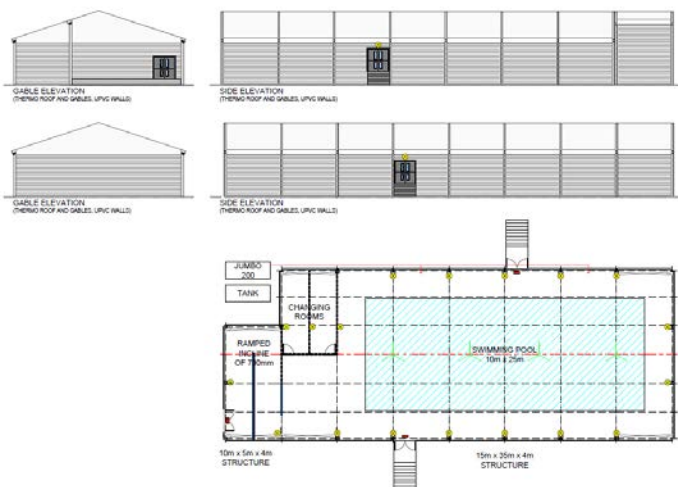 GABLE ELEVATION
(THERMO ROOF AND GABLES, UPVC WALLS)
SIDE ELEVATION
(THERMO ROOF AND GABLES, UPVC WALLS)
GABLE ELEVATION
(THERMO ROOF AND GABLES, UPVC WALLS)
SIDE ELEVATION
(THERMO ROOF AND GABLES, UPVC WALLS)
JUMBO
200
TANK
CHANGING
ROOMS
RAMPED
INCLINE
OF 750mm
SWIMMING POOL
10m x 25m
10m x 5m x 4m
STRUCTURE
15m x 35m x 4m
STRUCTURE